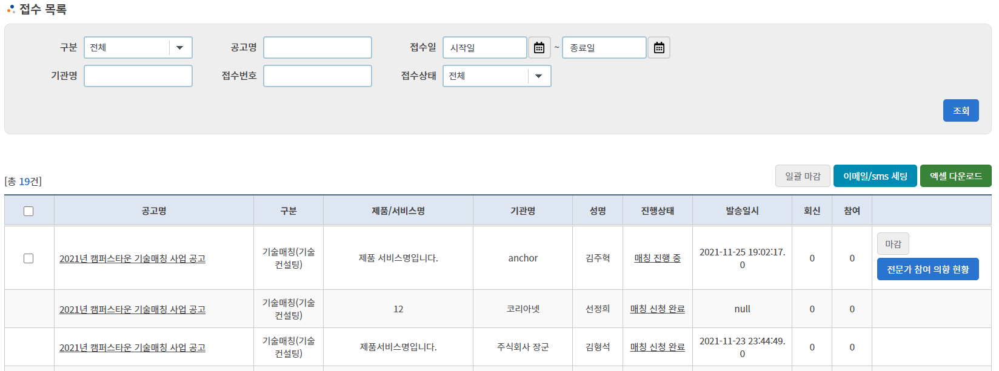 접수 목록
구분 전체 공고명 접수일 시작일 ~ 종료일
기관명 접수번호 접수상태 전체
조회
[총 19건] 일괄 마감 이메일/sms 세팅 엑셀 다운로드
공고명 구분 제품/서비스명 기관명 성명 진행상태 발송일시 회신 참여
2021년 캠퍼스타운 기술매칭 사업 공고 기술매칭(기술 제품 서비스명입니다. anchor 김주혁 매칭 진행 중 2021-11-25 19:02:17. 0 0 마감
컨설팅) 0 전문가 참여 의향 현황
2021년 캠퍼스타운 기술매칭 사업 공고 기술매칭(기술 12 코리아넷 선정희 매칭 신청 완료 null 0 0
컨설팅)
2021년 캠퍼스타운 기술매칭 사업 공고 기술매칭(기술 제품서비스명입니다. 주식회사 장군 김형석 매칭 신청 완료 2021-11-23 23:44:49. 0 0
컨설팅) 0